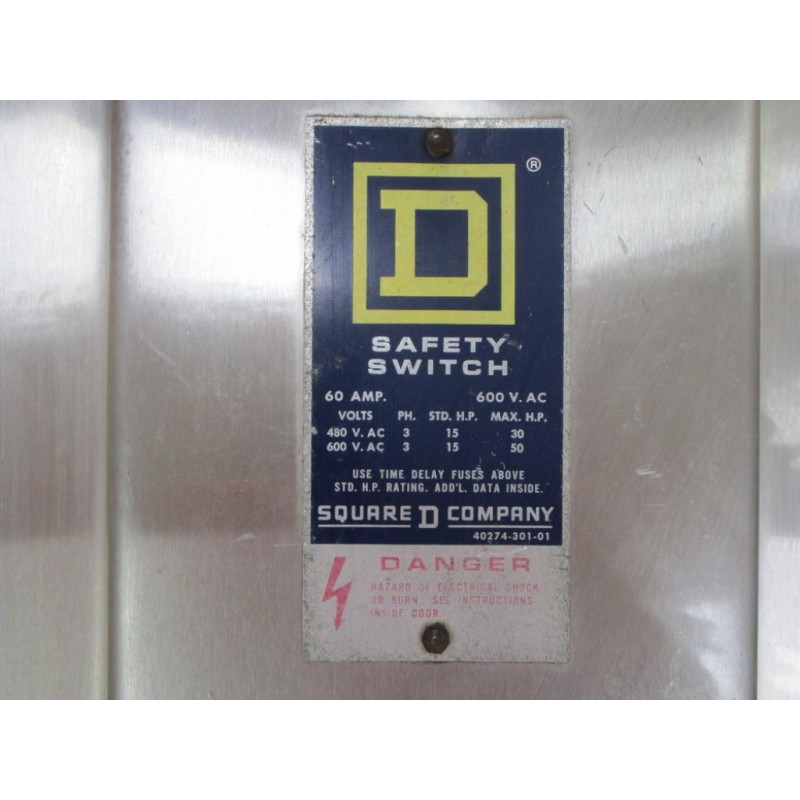 D ®
SAFETY
SWITCH
60 AMP. 600 V. AC
VOLTS PH. STD. H.P. MAX. H.P.
480 V. AC 3 15 30
600 V. AC 3 15 50
USE TIME DELAY FUSES ABOVE
STD. H.P. RATING. ADD'L. DATA INSIDE.
SQUARE D COMPANY
40274-301-01
DANGER
HAZARD OF ELECTRICAL SHOCK
OR BURN. SEE INSTRUCTIONS
INSIDE DOOR.